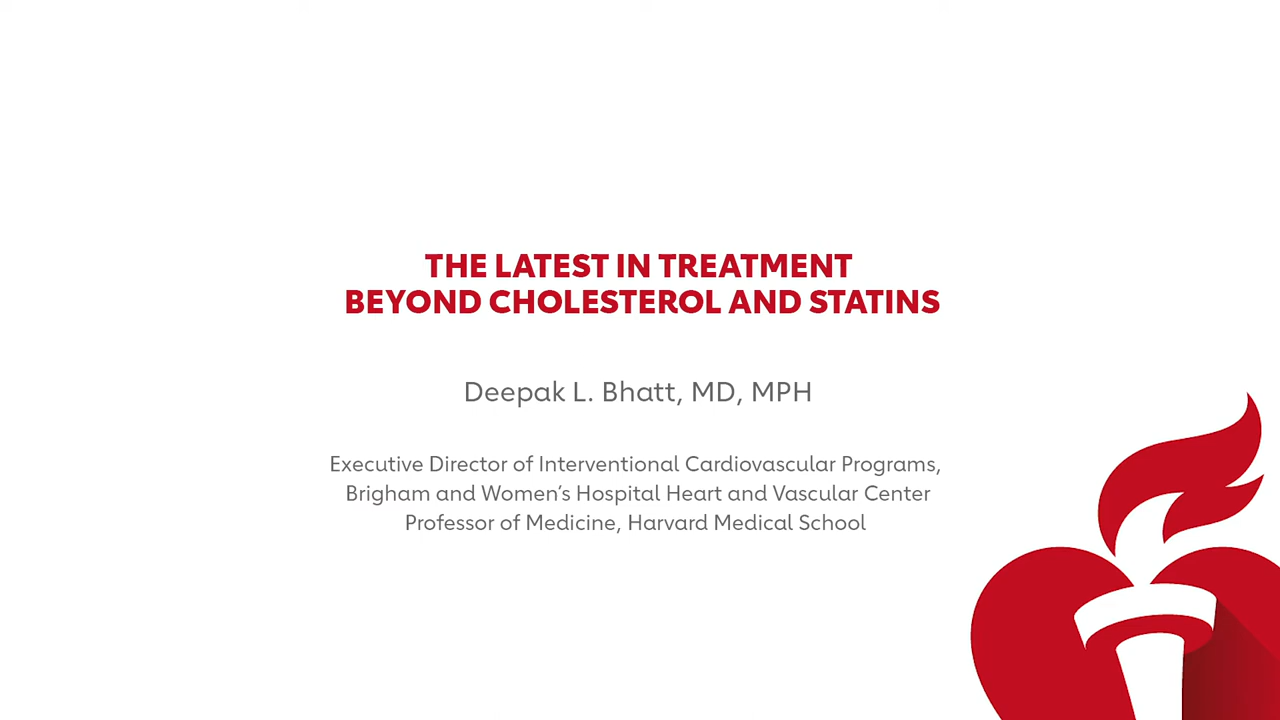 THE LATEST IN TREATMENT
BEYOND CHOLESTEROL AND STATINS
Deepak L. Bhatt, MD, MPH
Executive Director of Interventional Cardiovascular Programs,
Brigham and Women’s Hospital Heart and Vascular Center
Professor of Medicine, Harvard Medical School